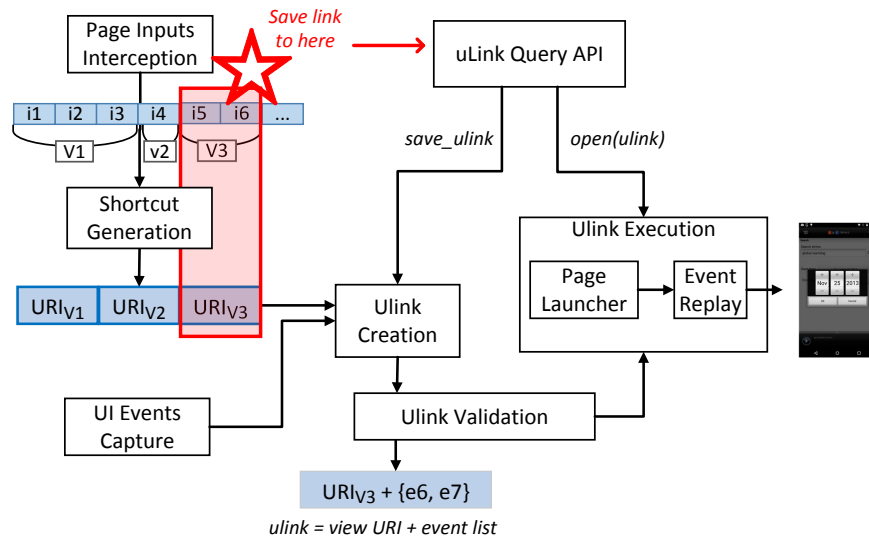 Page Inputs
Interception
Save link
to here
uLink Query API
i1 i2 i3 i4 i5 i6 ...
V1 v2 V3
save_ulink
open(ulink)
Shortcut
Generation
Ulink Execution
Page
Launcher
Event
Replay
Nov 25 2013
URIV1 URIV2 URIV3
Ulink
Creation
UI Events
Capture
Ulink Validation
URIV3 + {e6, e7}
ulink = view URI + event list